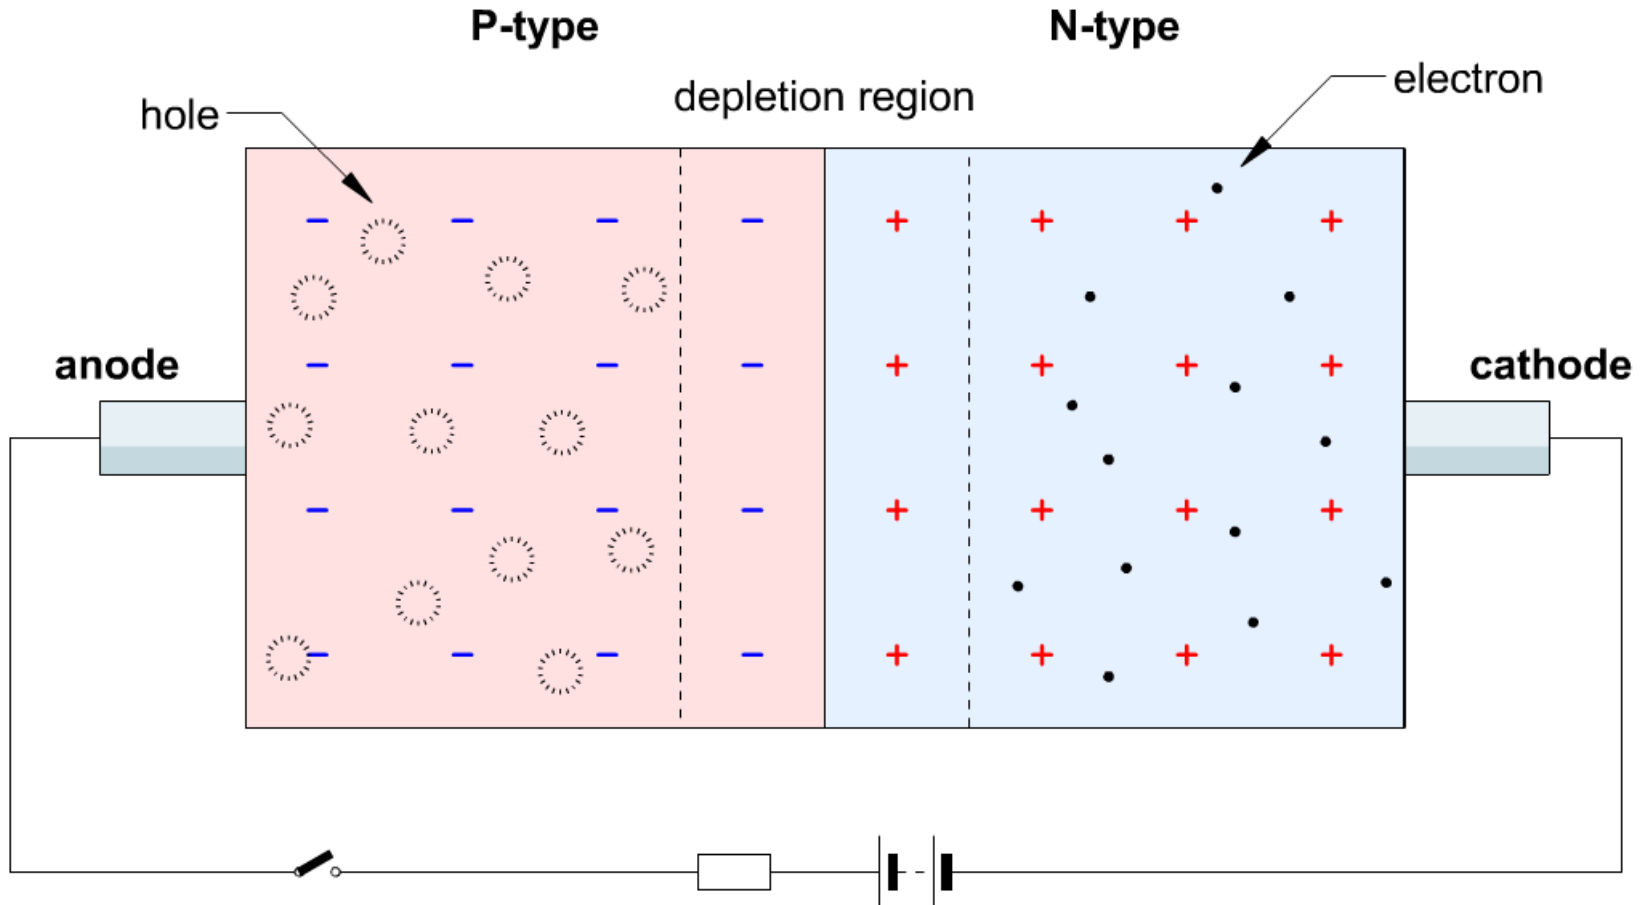 P-type
N-type
depletion region
electron
hole
anode
cathode